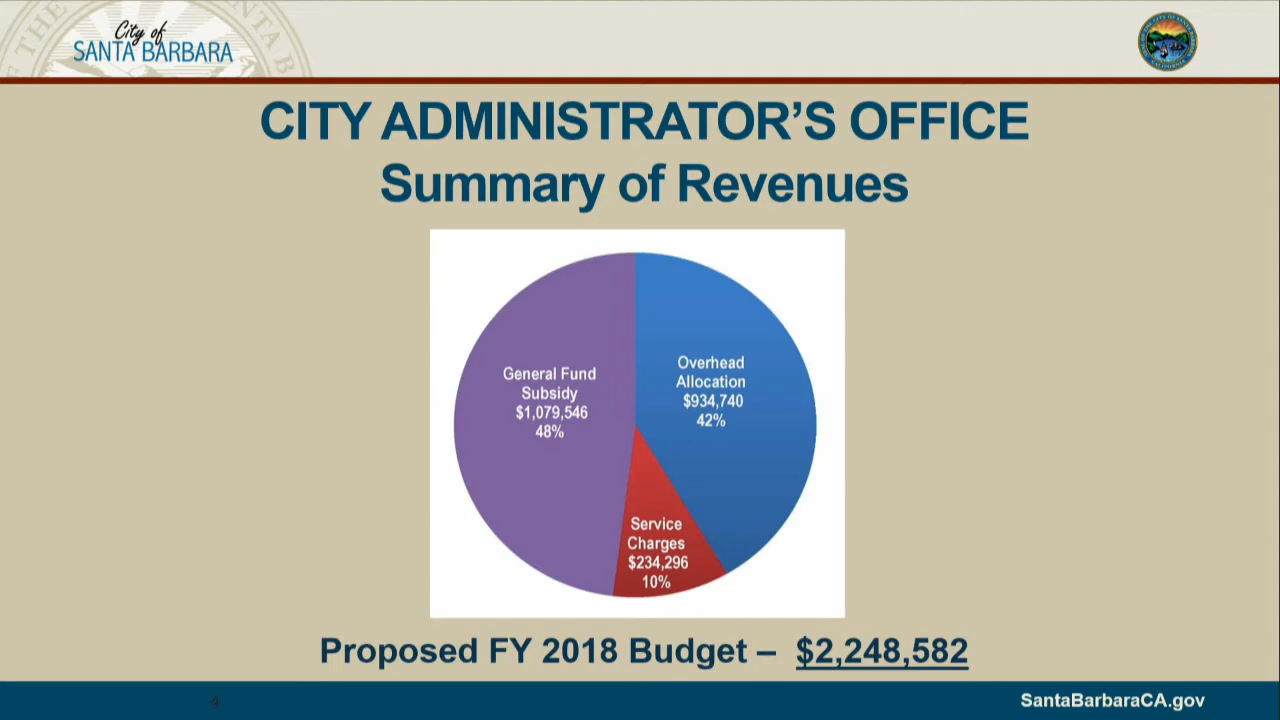 City of
SANTA BARBARA
CITY ADMINISTRATOR'S OFFICE
Summary of Revenues
General Fund
Subsidy
$1,079,546
48%
Overhead
Allocation
$934,740
42%
Service
Charges
$234,296
10%
Proposed FY 2018 Budget – $2,248,582
4
SantaBarbaraCA.gov